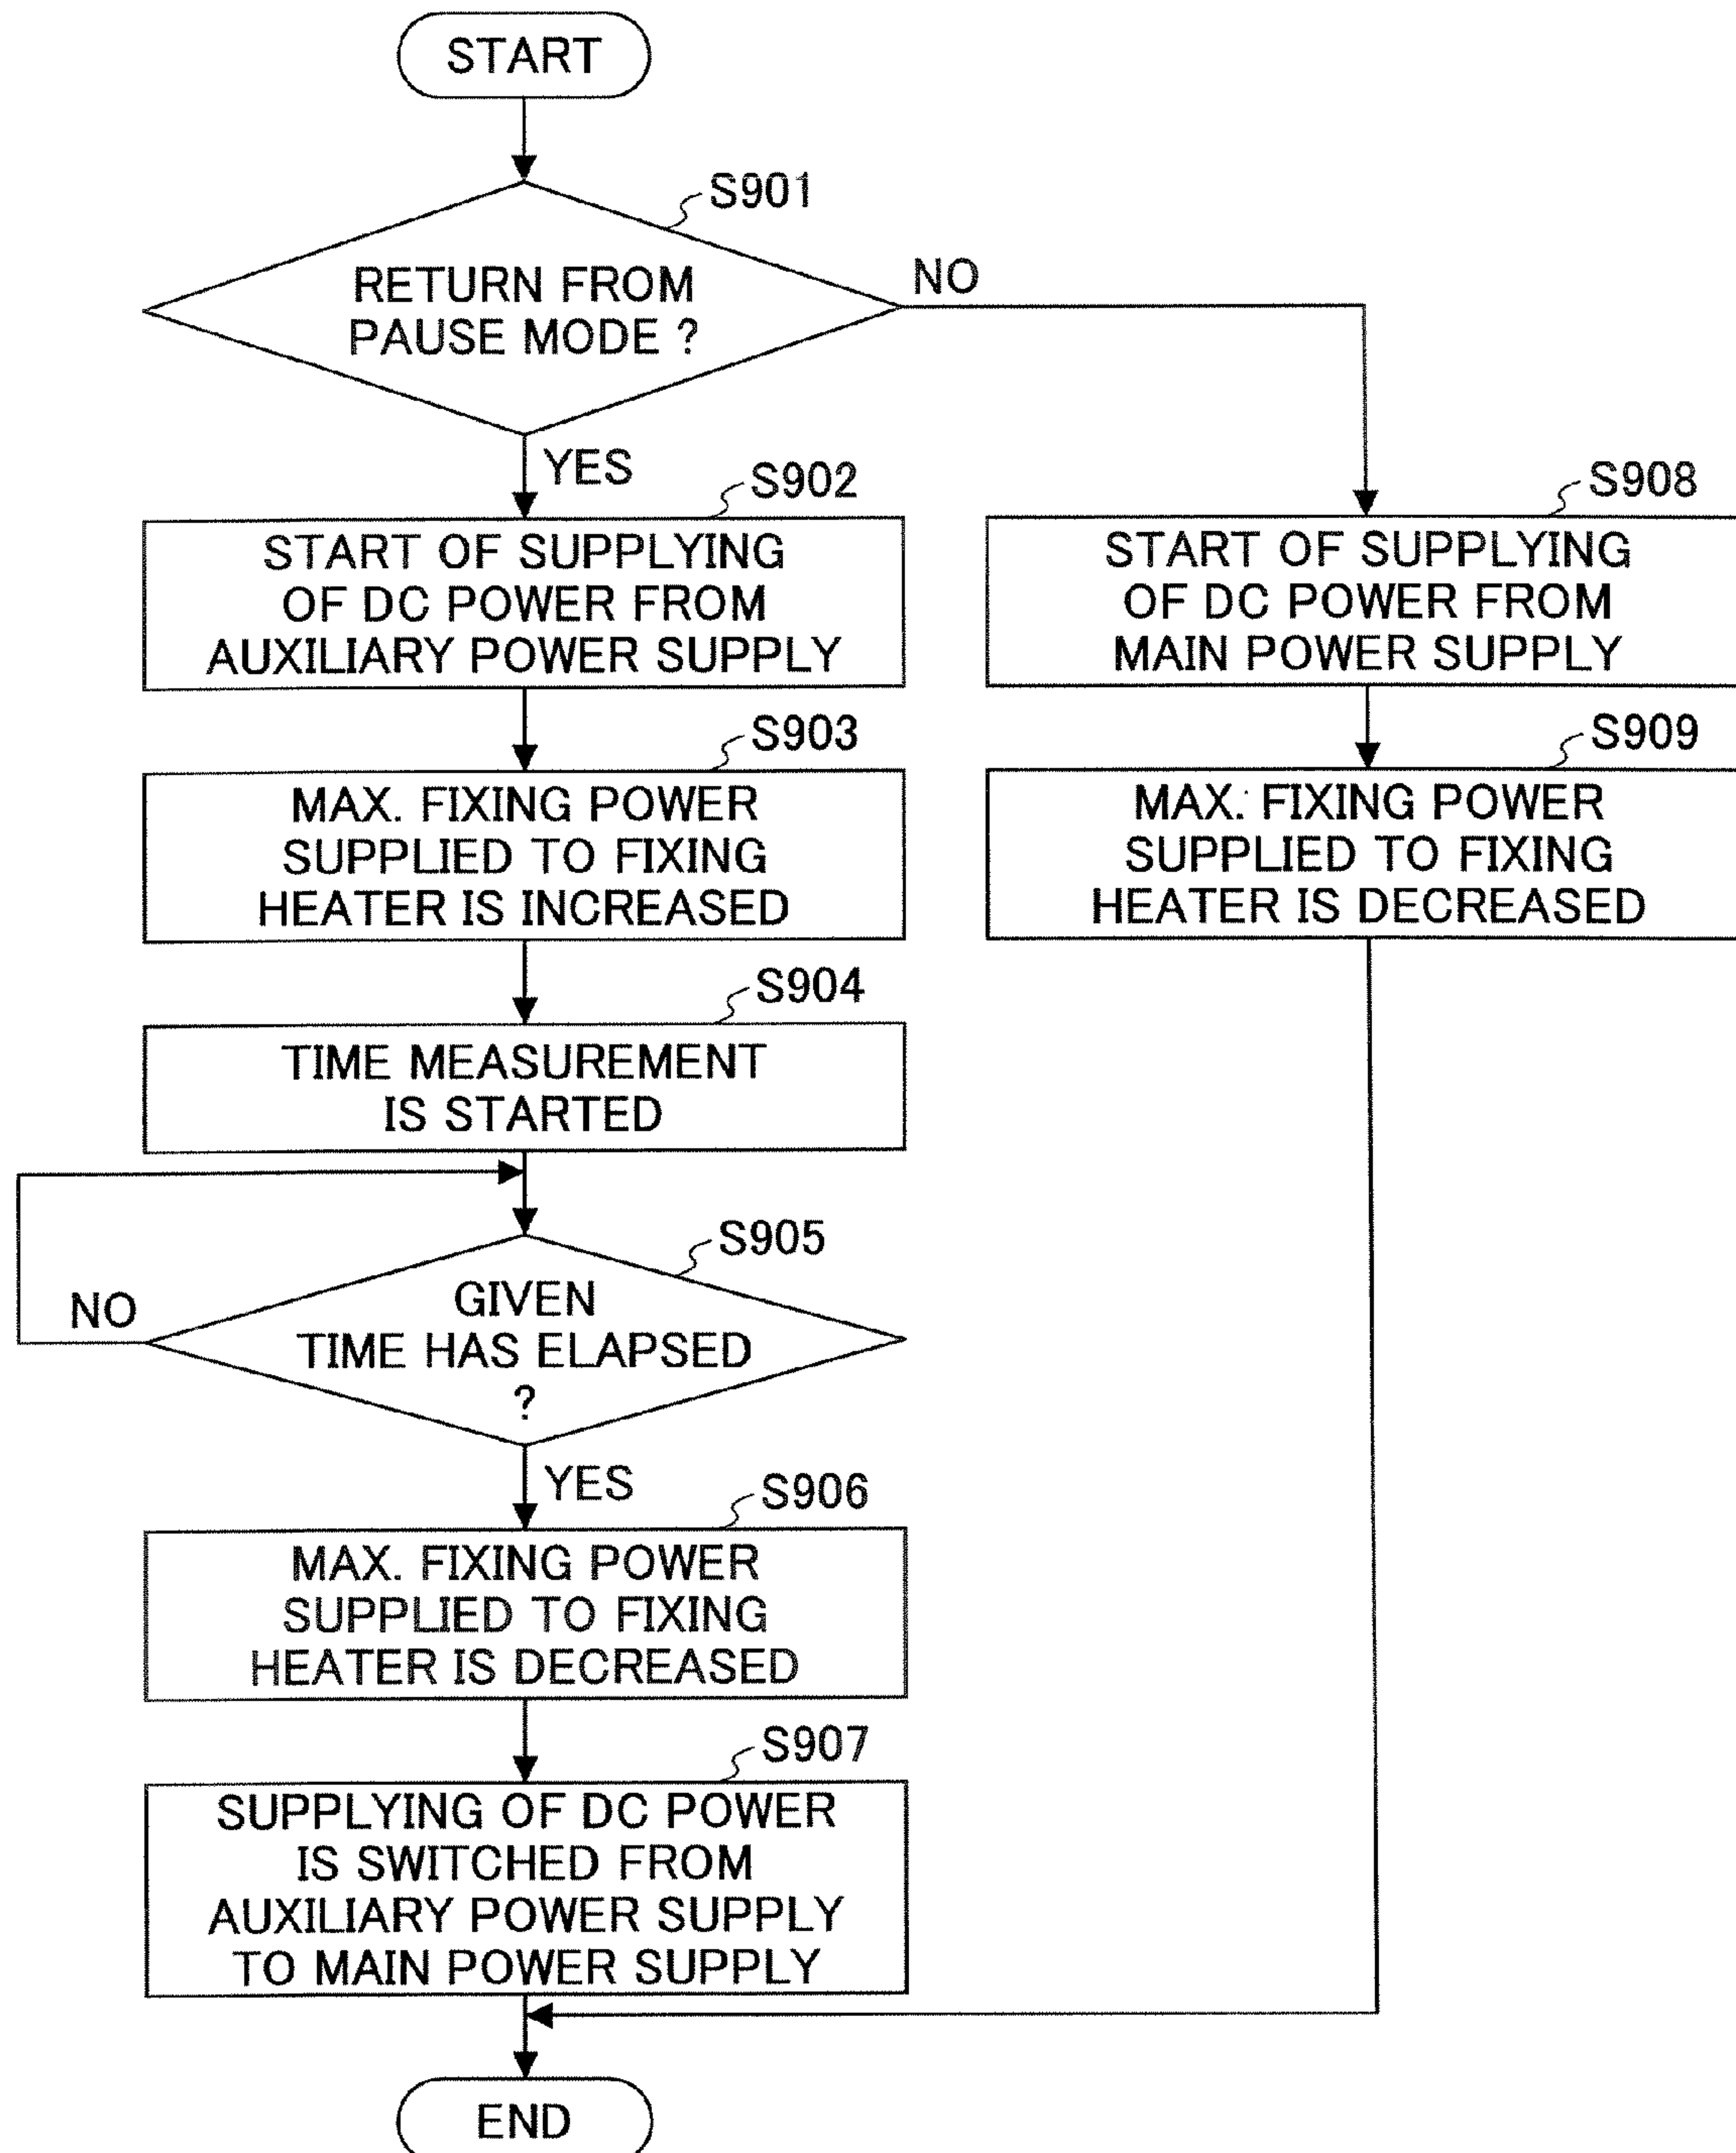 START
S901
RETURN FROM
PAUSE MODE ?
NO
YES
S902
START OF SUPPLYING
OF DC POWER FROM
AUXILIARY POWER SUPPLY
S908
START OF SUPPLYING
OF DC POWER FROM
MAIN POWER SUPPLY
S903
MAX. FIXING POWER
SUPPLIED TO FIXING
HEATER IS INCREASED
S909
MAX. FIXING POWER
SUPPLIED TO FIXING
HEATER IS DECREASED
S904
TIME MEASUREMENT
IS STARTED
S905
GIVEN
TIME HAS ELAPSED
?
NO
YES
S906
MAX. FIXING POWER
SUPPLIED TO FIXING
HEATER IS DECREASED
S907
SUPPLYING OF DC POWER
IS SWITCHED FROM
AUXILIARY POWER SUPPLY
TO MAIN POWER SUPPLY
END